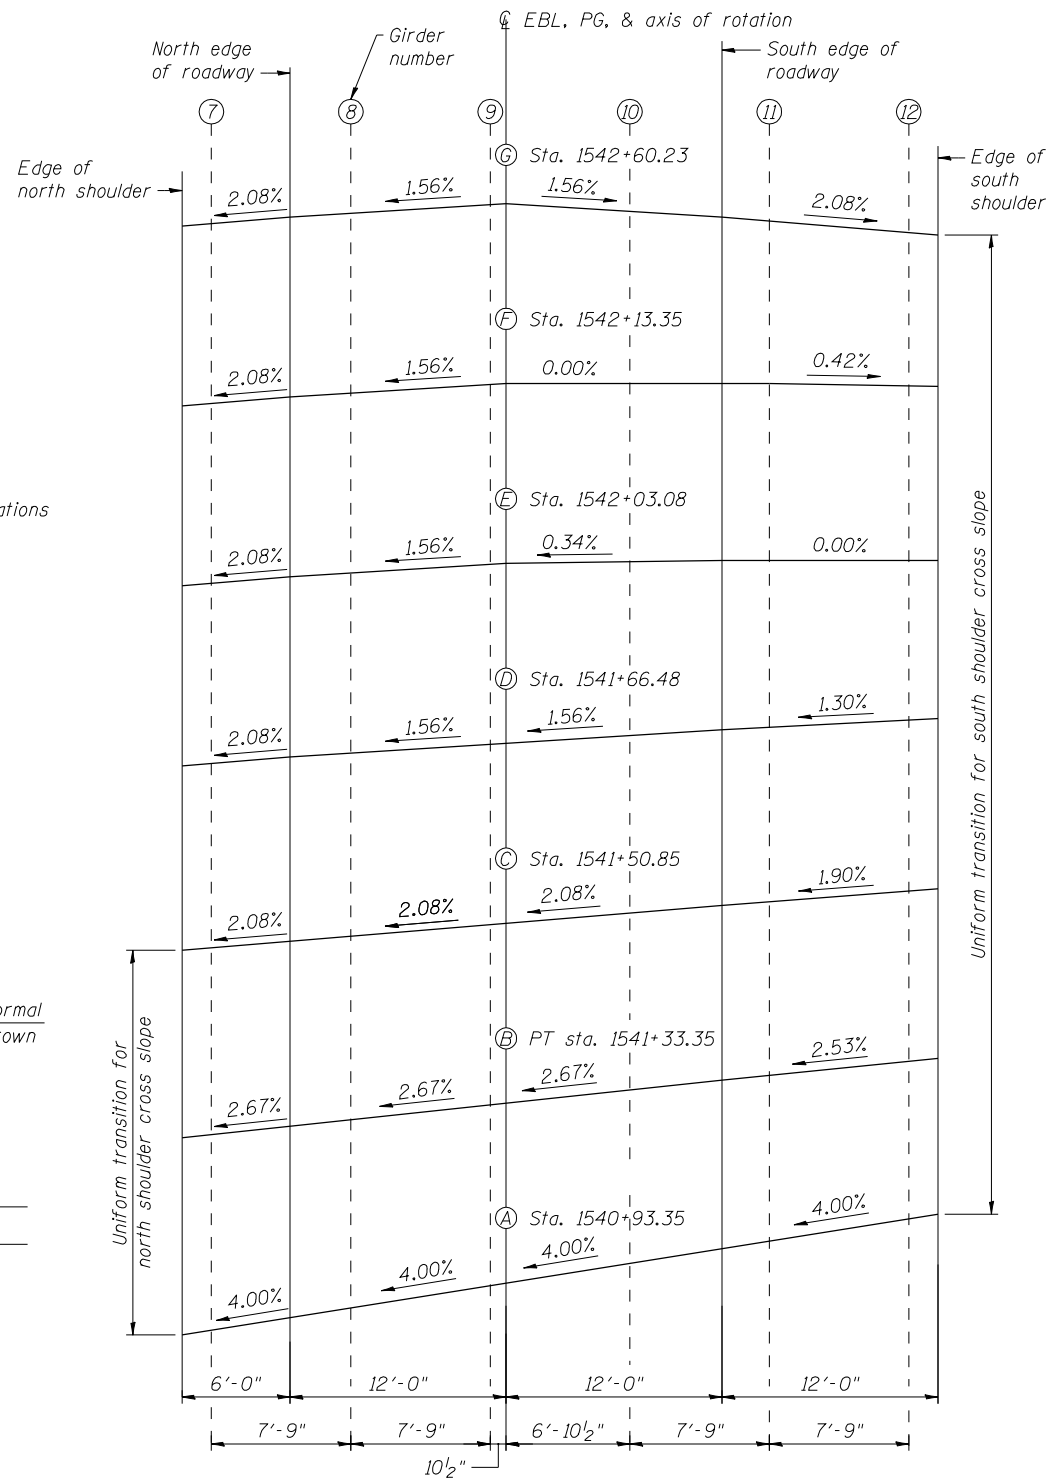 ℄ EBL, PG, & axis of rotation
North edge
of roadway
Girder
number
South edge of
roadway
7
8
9
10
11
12
Edge of
north shoulder
G Sta. 1542+60.23
Edge of
south
shoulder
2.08%
1.56%
1.56%
2.08%
F Sta. 1542+13.35
2.08%
1.56%
0.00%
0.42%
ations
E Sta. 1542+03.08
2.08%
1.56%
0.34%
0.00%
Uniform transition for south shoulder cross slope
D Sta. 1541+66.48
2.08%
1.56%
1.56%
1.30%
C Sta. 1541+50.85
2.08%
2.08%
2.08%
1.90%
ormal
own
Uniform transition for
north shoulder cross slope
B PT sta. 1541+33.35
2.67%
2.67%
2.67%
2.53%
A Sta. 1540+93.35
4.00%
4.00%
4.00%
4.00%
6'-0"
12'-0"
12'-0"
12'-0"
7'-9"
7'-9"
6'-10½"
7'-9"
7'-9"
10½"